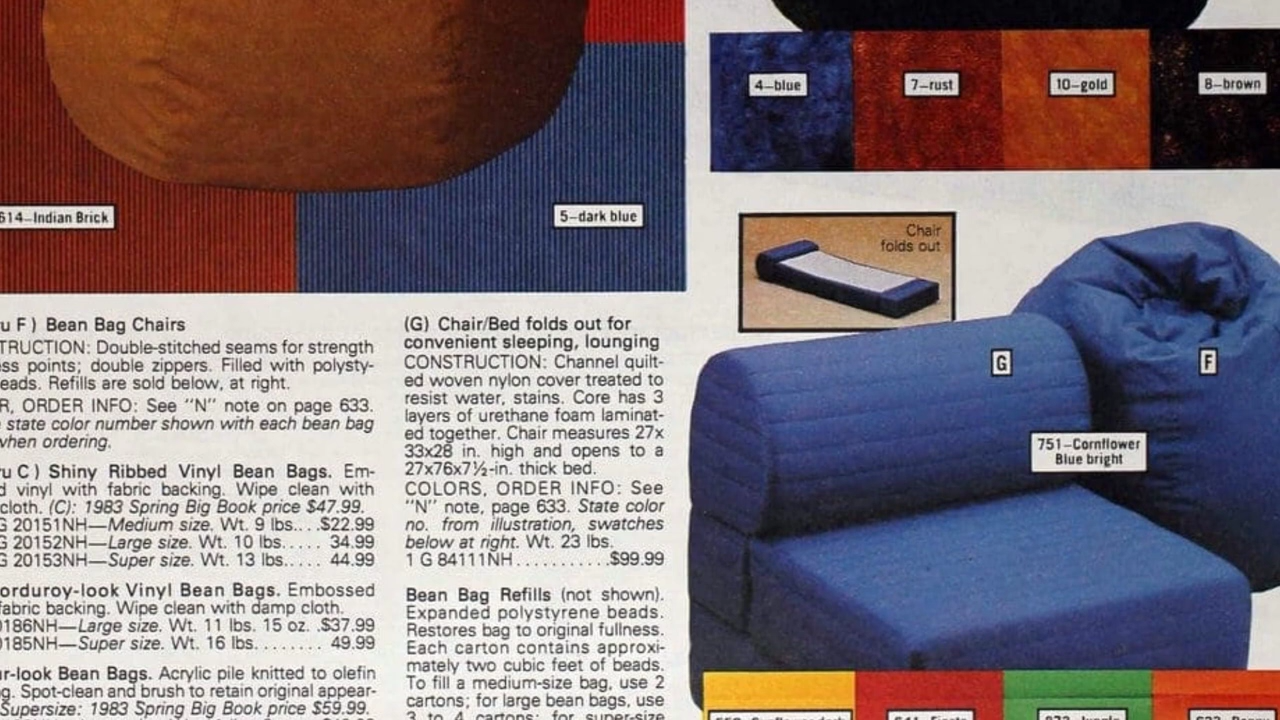 4–blue
7–rust
10–gold
8–brown
614–Indian Brick
5–dark blue
Chair
folds out
G
F
751–Cornflower
Blue bright
u F ) Bean Bag Chairs
TRUCTION: Double-stitched seams for strength
ess points; double zippers. Filled with polysty-
eads. Refills are sold below, at right.
R, ORDER INFO: See "N" note on page 633.
state color number shown with each bean bag
when ordering.
u C ) Shiny Ribbed Vinyl Bean Bags. Em-
d vinyl with fabric backing. Wipe clean with
cloth. (C): 1983 Spring Big Book price $47.99.
G 20151NH—Medium size. Wt. 9 lbs....$22.99
G 20152NH—Large size. Wt. 10 lbs..... 34.99
G 20153NH—Super size. Wt. 13 lbs..... 44.99
orduroy-look Vinyl Bean Bags. Embossed
fabric backing. Wipe clean with damp cloth.
0186NH—Large size. Wt. 11 lbs. 15 oz. .$37.99
0185NH—Super size. Wt. 16 lbs........ 49.99
r-look Bean Bags. Acrylic pile knitted to olefin
g. Spot-clean and brush to retain original appear-
Supersize: 1983 Spring Big Book price $59.99.
(G) Chair/Bed folds out for
convenient sleeping, lounging
CONSTRUCTION: Channel quilt-
ed woven nylon cover treated to
resist water, stains. Core has 3
layers of urethane foam laminat-
ed together. Chair measures 27x
33x28 in. high and opens to a
27x76x7½-in. thick bed.
COLORS, ORDER INFO: See
"N" note, page 633. State color
no. from illustration, swatches
below at right. Wt. 23 lbs.
1 G 84111NH...........$99.99
Bean Bag Refills (not shown).
Expanded polystyrene beads.
Restores bag to original fullness.
Each carton contains approxi-
mately two cubic feet of beads.
To fill a medium-size bag, use 2
cartons; for large bean bags, use
3 to 4 cartons; for super-size